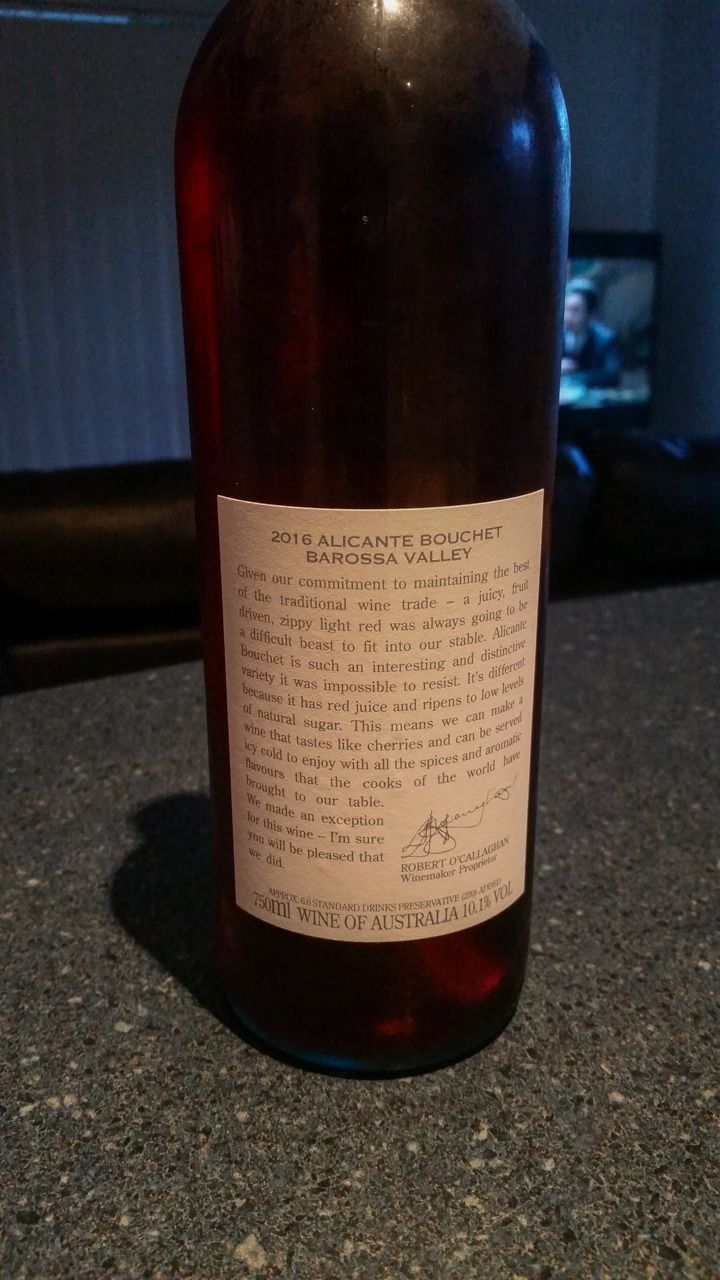 2016 ALICANTE BOUCHET
BAROSSA VALLEY
Given our commitment to maintaining the best
of the traditional wine trade – a juicy, fruit
driven, zippy light red was always going to be
a difficult beast to fit into our stable. Alicante
Bouchet is such an interesting and distinctive
variety it was impossible to resist. It's different
because it has red juice and ripens to low levels
of natural sugar. This means we can make a
wine that tastes like cherries and can be served
icy cold to enjoy with all the spices and aromatic
flavours that the cooks of the world have
brought to our table.
We made an exception
for this wine – I'm sure
you will be pleased that
we did.
ROBERT O'CALLAGHAN
Winemaker Proprietor
APPROX. 6.0 STANDARD DRINKS PRESERVATIVE (220) ADDED
750ml WINE OF AUSTRALIA 10.1% VOL